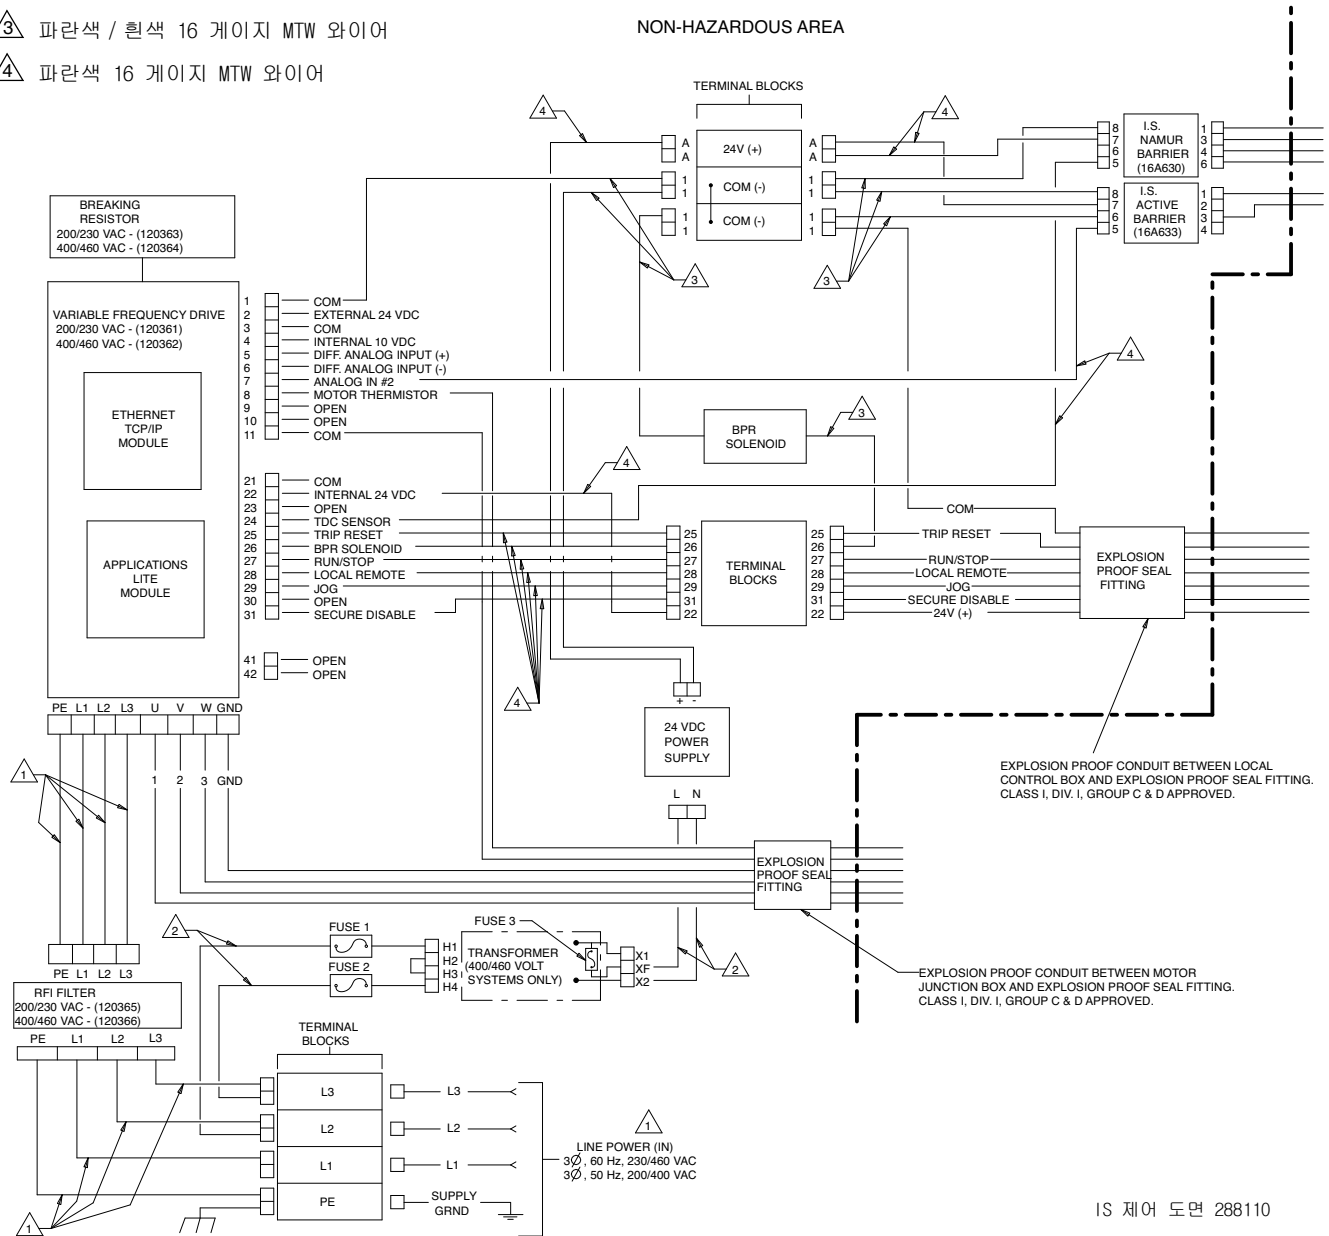 3 파란색 / 흰색 16 게이지 MTW 와이어
4 파란색 16 게이지 MTW 와이어
NON-HAZARDOUS AREA
TERMINAL BLOCKS
4
4
A
A
24V (+)
A
A
1
1
COM (-)
1
1
1
1
COM (-)
1
1
8
7
6
5
I.S.
NAMUR
BARRIER
(16A630)
1
3
4
6
8
7
6
5
I.S.
ACTIVE
BARRIER
(16A633)
1
2
3
4
3
3
BREAKING
RESISTOR
200/230 VAC - (120363)
400/460 VAC - (120364)
VARIABLE FREQUENCY DRIVE
200/230 VAC - (120361)
400/460 VAC - (120362)
ETHERNET
TCP/IP
MODULE
APPLICATIONS
LITE
MODULE
1 COM
2 EXTERNAL 24 VDC
3 COM
4 INTERNAL 10 VDC
5 DIFF. ANALOG INPUT (+)
6 DIFF. ANALOG INPUT (-)
7 ANALOG IN #2
8 MOTOR THERMISTOR
9 OPEN
10 OPEN
11 COM
4
3
BPR
SOLENOID
4
21 COM
22 INTERNAL 24 VDC
23 OPEN
24 TDC SENSOR
25 TRIP RESET
26 BPR SOLENOID
27 RUN/STOP
28 LOCAL REMOTE
29 JOG
30 OPEN
31 SECURE DISABLE
41 OPEN
42 OPEN
25
26
27
28
29
31
22
TERMINAL
BLOCKS
25
26
27
28
29
31
22
COM
TRIP RESET
RUN/STOP
LOCAL REMOTE
JOG
SECURE DISABLE
24V (+)
EXPLOSION
PROOF SEAL
FITTING
4
+ -
24 VDC
POWER
SUPPLY
L N
PE L1 L2 L3 U V W GND
1
1 2 3 GND
EXPLOSION PROOF CONDUIT BETWEEN LOCAL
CONTROL BOX AND EXPLOSION PROOF SEAL FITTING.
CLASS I, DIV. I, GROUP C & D APPROVED.
EXPLOSION
PROOF SEAL
FITTING
2
FUSE 1
FUSE 2
H1
H2
H3
H4
FUSE 3
TRANSFORMER
(400/460 VOLT
SYSTEMS ONLY)
X1
XF
X2
2
EXPLOSION PROOF CONDUIT BETWEEN MOTOR
JUNCTION BOX AND EXPLOSION PROOF SEAL FITTING.
CLASS I, DIV. I, GROUP C & D APPROVED.
PE L1 L2 L3
RFI FILTER
200/230 VAC - (120365)
400/460 VAC - (120366)
PE L1 L2 L3
TERMINAL
BLOCKS
L3 L3
L2 L2
L1 L1
PE SUPPLY
GRND
1
LINE POWER (IN)
3Ø, 60 Hz, 230/460 VAC
3Ø, 50 Hz, 200/400 VAC
1
IS 제어 도면 288110